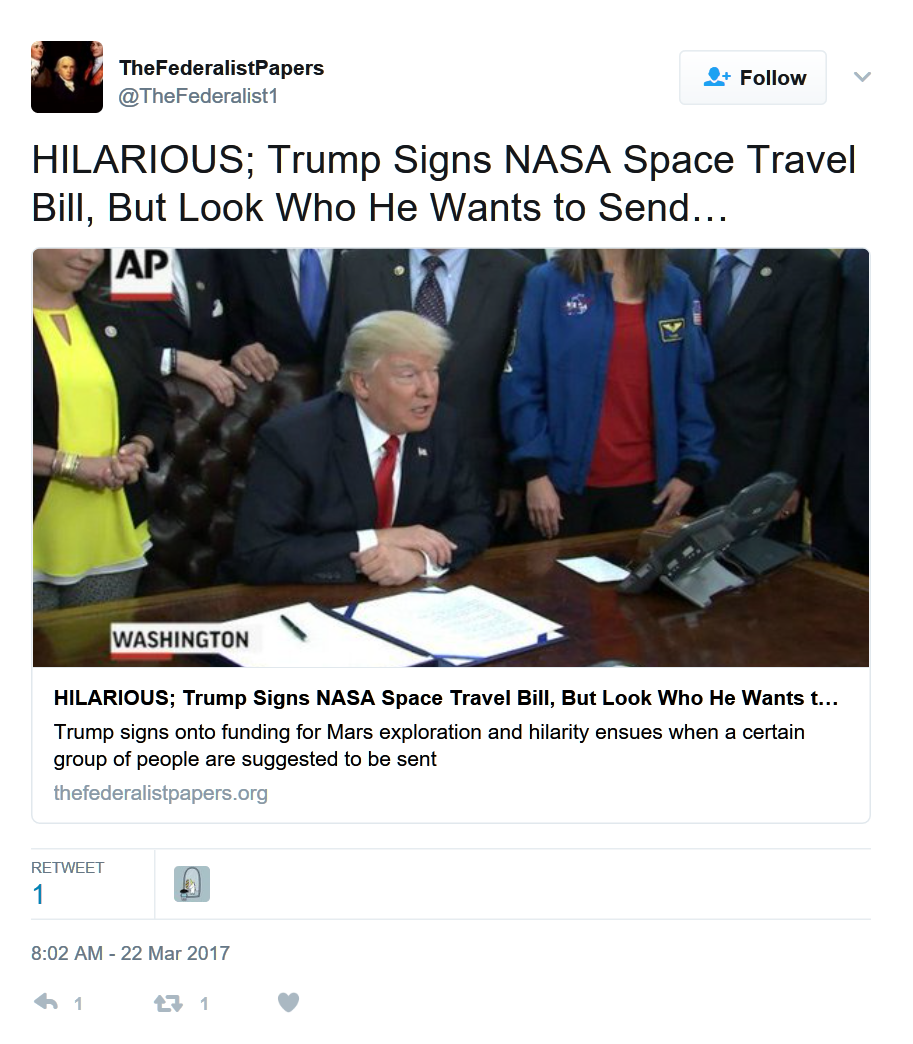 TheFederalistPapers
@TheFederalist1
Follow
HILARIOUS; Trump Signs NASA Space Travel
Bill, But Look Who He Wants to Send...
AP
NASA
WASHINGTON
HILARIOUS; Trump Signs NASA Space Travel Bill, But Look Who He Wants t...
Trump signs onto funding for Mars exploration and hilarity ensues when a certain
group of people are suggested to be sent
thefederalistpapers.org
RETWEET
1
8:02 AM - 22 Mar 2017
1
1